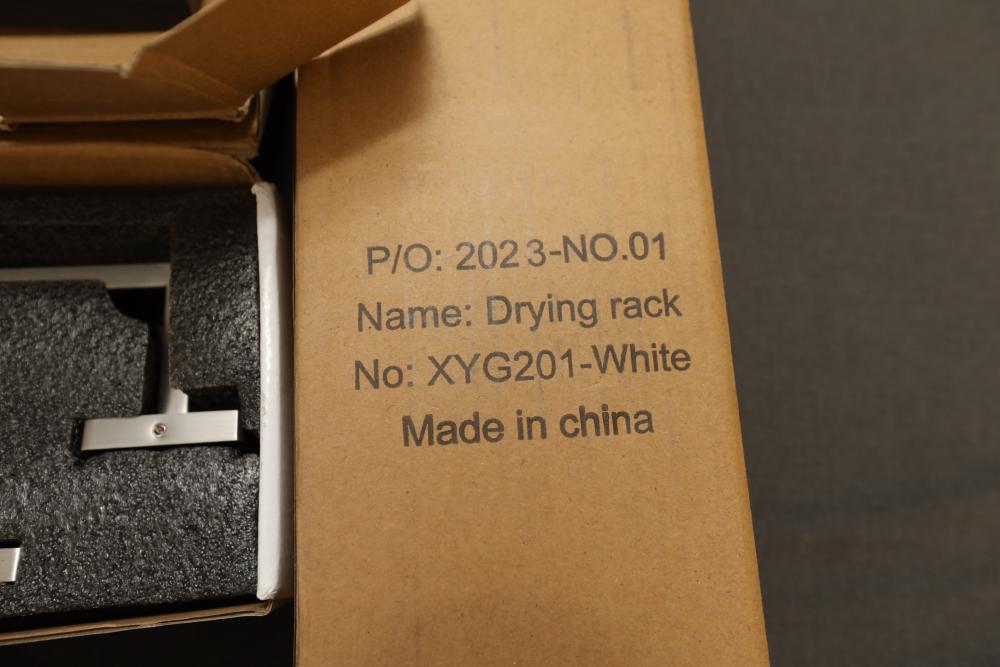 P/O: 2023-NO.01
Name: Drying rack
No: XYG201-White
Made in china